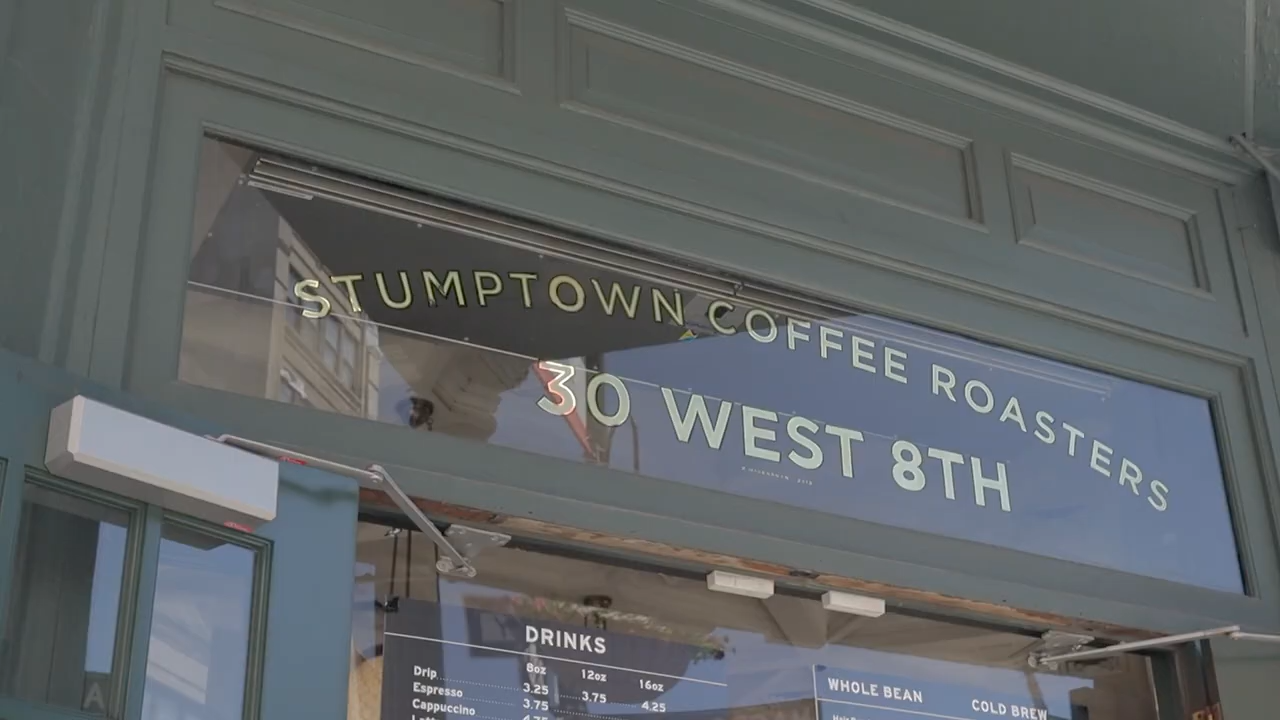 STUMPTOWN COFFEE ROASTERS
30 WEST 8TH
DRINKS
8oz 12oz 16oz
Drip 3.25 3.75 4.25
Espresso 3.75
Cappuccino
WHOLE BEAN
COLD BREW
A